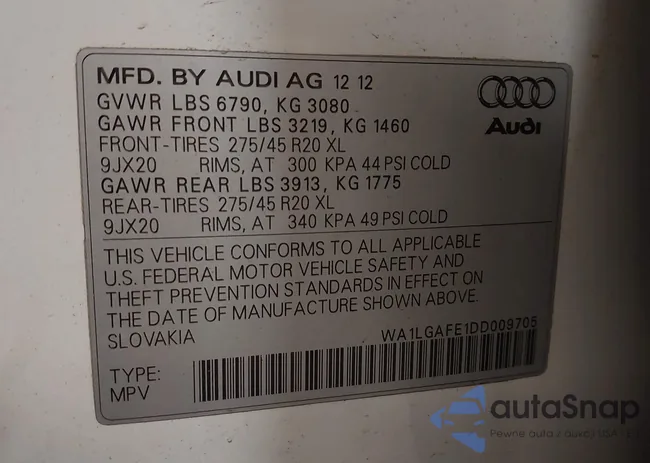 MFD. BY AUDI AG 12 12
GVWR LBS 6790, KG 3080
GAWR FRONT LBS 3219, KG 1460
FRONT-TIRES 275/45 R20 XL
9JX20 RIMS, AT 300 KPA 44 PSI COLD
GAWR REAR LBS 3913, KG 1775
REAR-TIRES 275/45 R20 XL
9JX20 RIMS, AT 340 KPA 49 PSI COLD
Audi
THIS VEHICLE CONFORMS TO ALL APPLICABLE
U.S. FEDERAL MOTOR VEHICLE SAFETY AND
THEFT PREVENTION STANDARDS IN EFFECT ON
THE DATE OF MANUFACTURE SHOWN ABOVE.
SLOVAKIA WA1LGAFE1DD009705
TYPE:
MPV
autaSnap
Pewne auta z aukcji USA